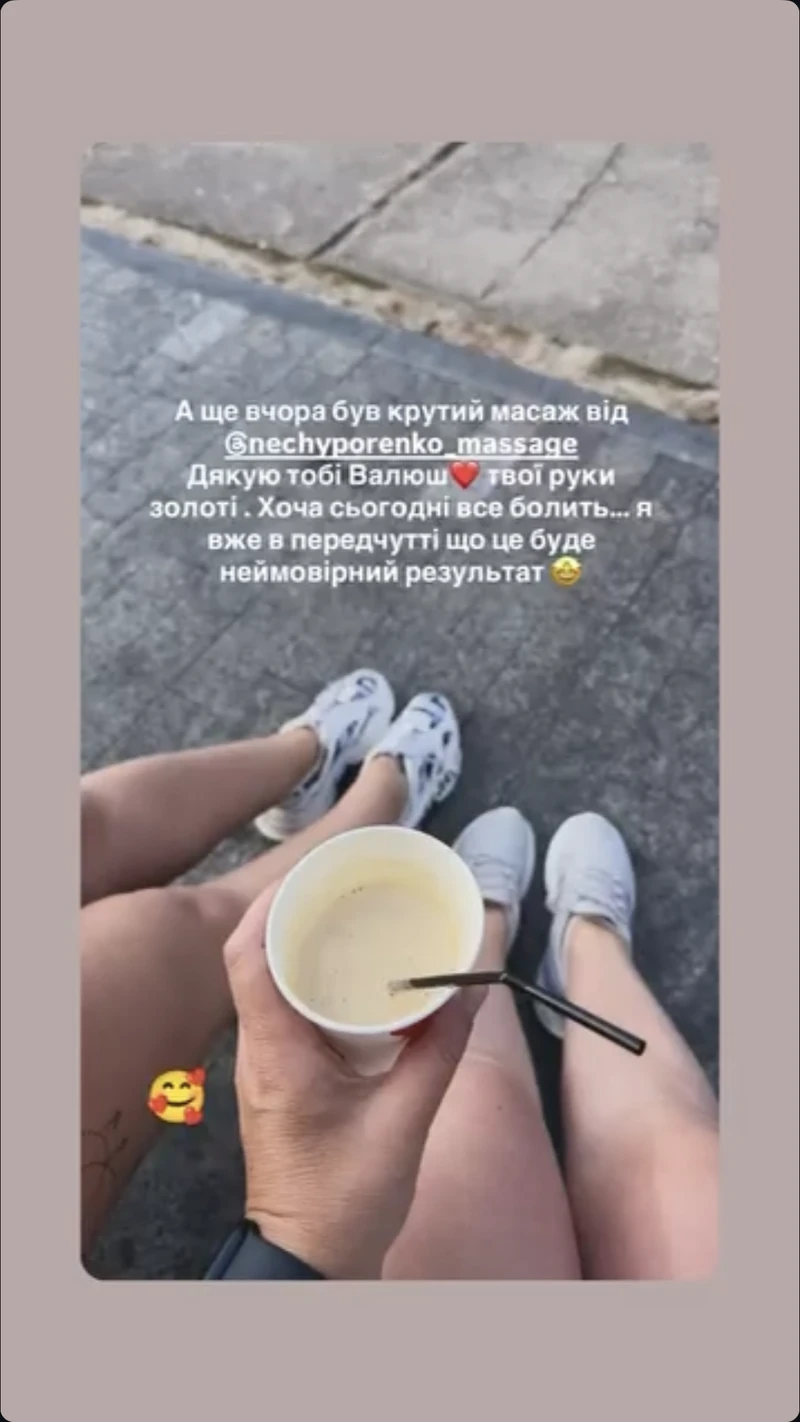 А ще вчора був крутий масаж від
@nechyporenko_massage
Дякую тобі Валюш❤️ твої руки
золоті . Хоча сьогодні все болить... я
вже в передчутті що це буде
неймовірний результат 🤩